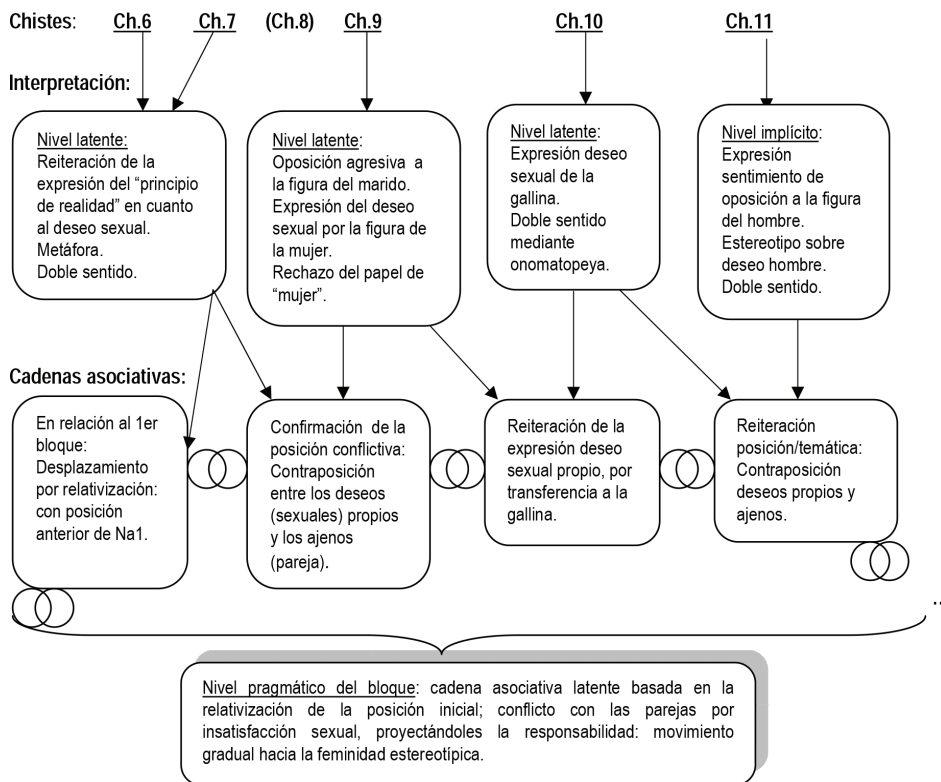 Chistes: Ch.6 Ch.7 (Ch.8) Ch.9 Ch.10 Ch.11
Interpretación:
Nivel latente:
Reiteración de la
expresión del “principio
de realidad” en cuanto
al deseo sexual.
Metáfora.
Doble sentido.
Nivel latente:
Oposición agresiva a
la figura del marido.
Expresión del deseo
sexual por la figura de
la mujer.
Rechazo del papel de
“mujer”.
Nivel latente:
Expresión deseo
sexual de la
gallina.
Doble sentido
mediante
onomatopeya.
Nivel implícito:
Expresión
sentimiento de
oposición a la figura
del hombre.
Estereotipo sobre
deseo hombre.
Doble sentido.
Cadenas asociativas:
En relación al 1er
bloque:
Desplazamiento
por relativización:
con posición
anterior de Na1.
Confirmación de la
posición conflictiva:
Contraposición
entre los deseos
(sexuales) propios
y los ajenos
(pareja).
Reiteración de la
expresión deseo
sexual propio, por
transferencia a la
gallina.
Reiteración
posición/temática:
Contraposición
deseos propios y
ajenos.
..
Nivel pragmático del bloque: cadena asociativa latente basada en la
relativización de la posición inicial; conflicto con las parejas por
insatisfacción sexual, proyectándoles la responsabilidad: movimiento
gradual hacia la feminidad estereotípica.